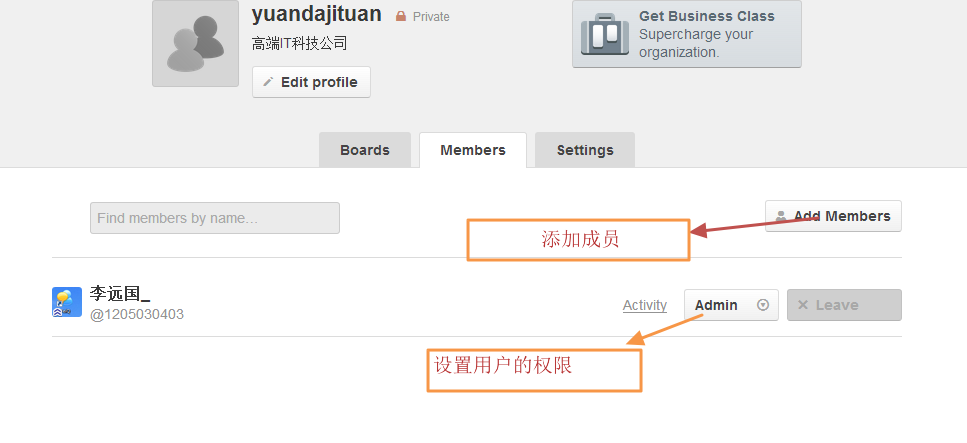 yuandajituan Private
高端IT科技公司
Edit profile
Get Business Class
Supercharge your
organization.
Boards Members Settings
Find members by name...
Add Members
添加成员
李远国_
@1205030403
Activity Admin Leave
设置用户的权限